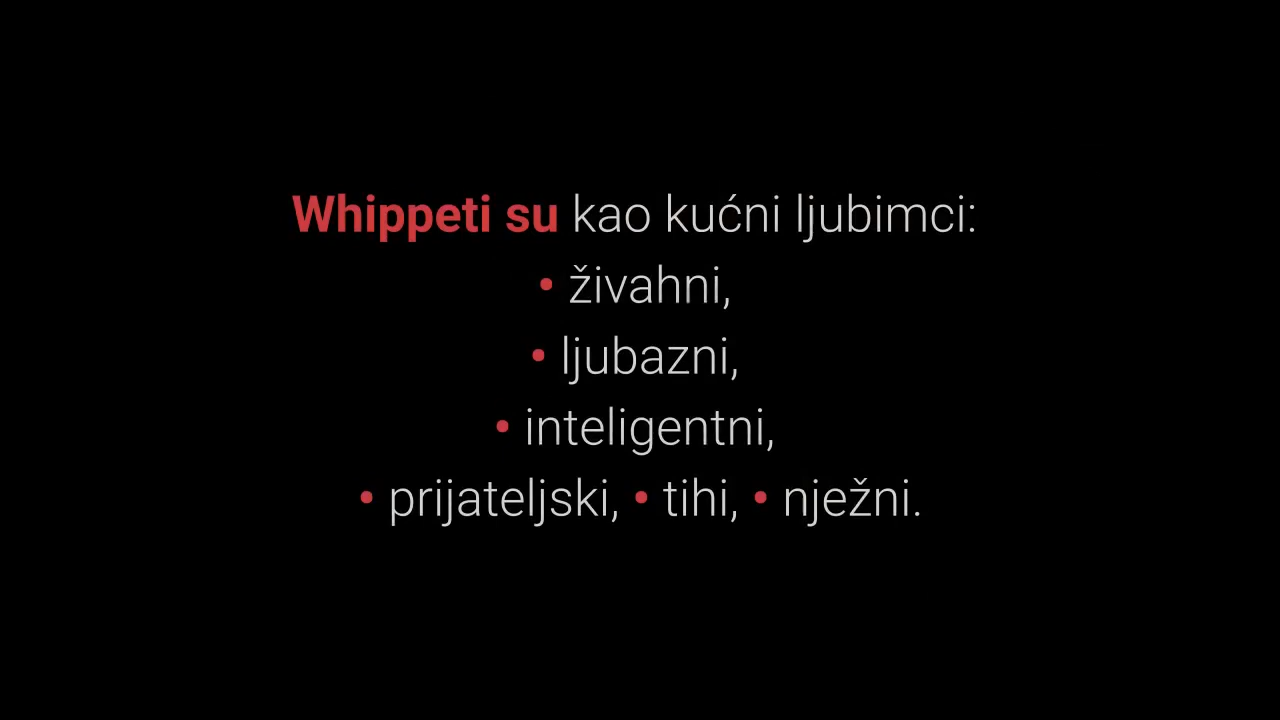 Whippeti su kao kućni ljubimci:
• živahni,
• ljubazni,
• inteligentni,
• prijateljski, • tihi, • nježni.